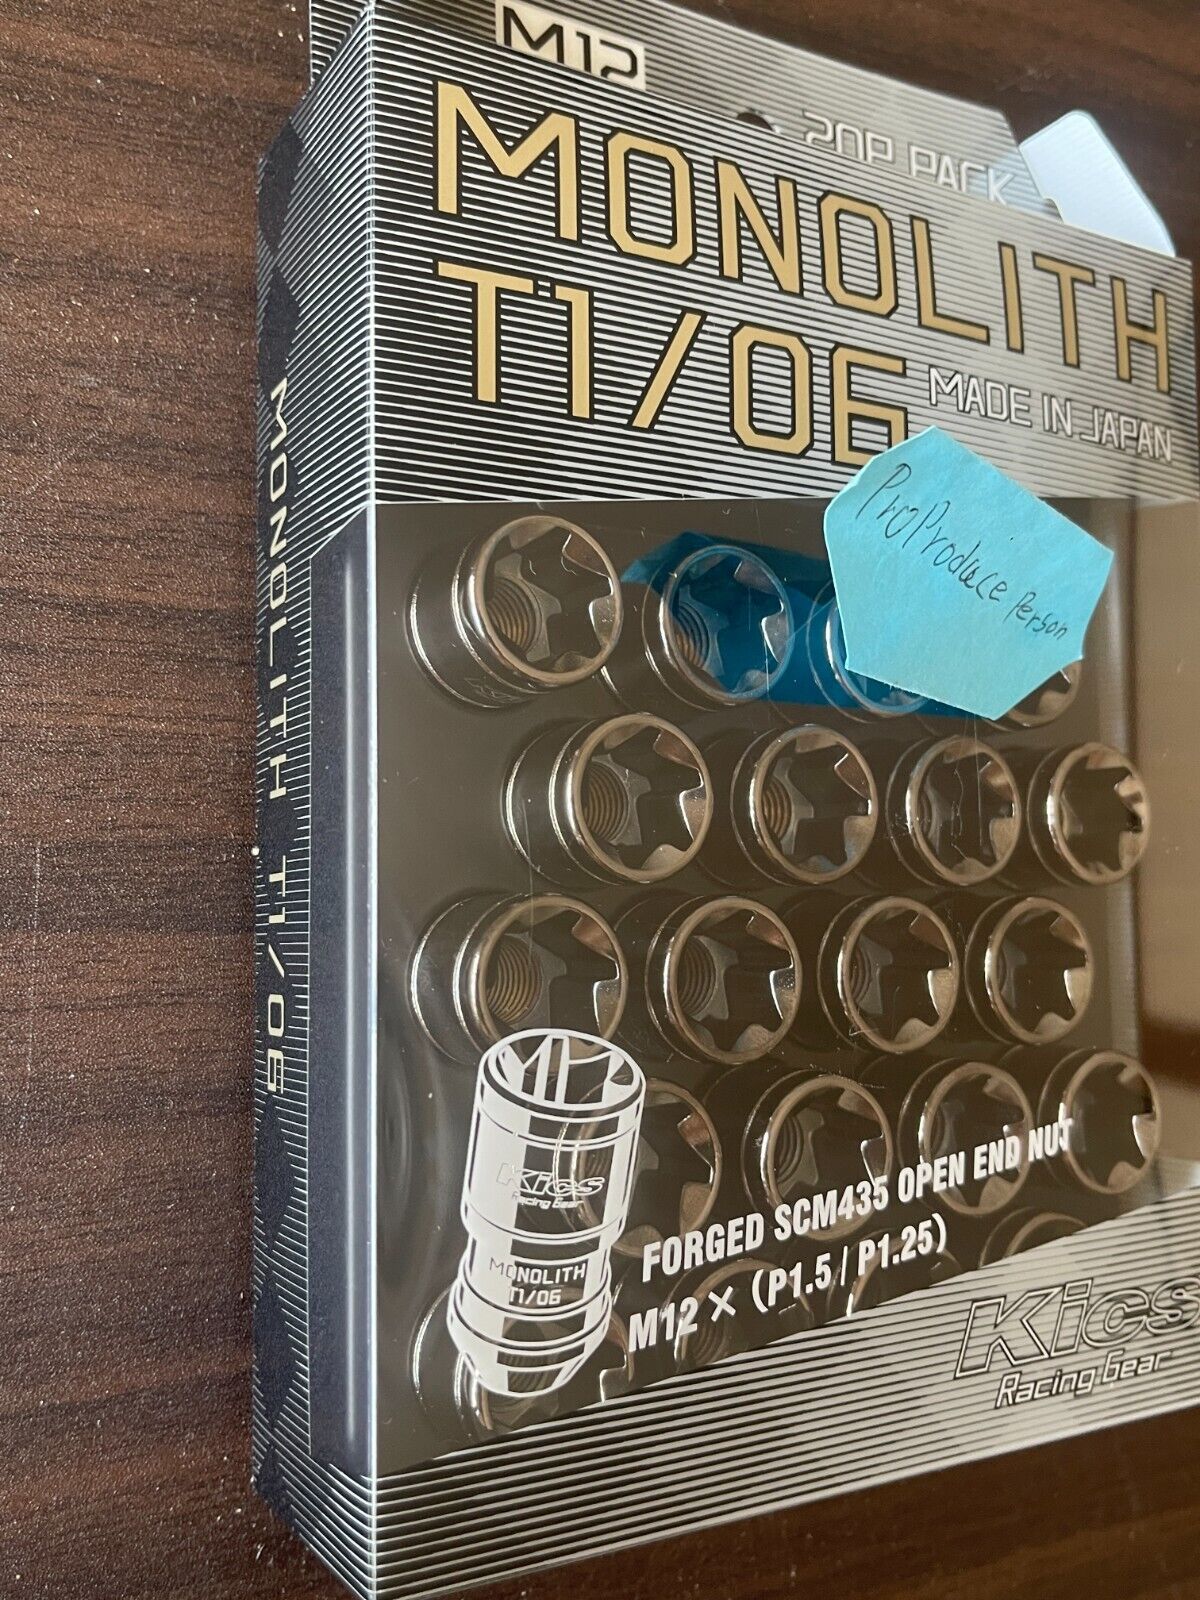 M12
20P PACK
MONOLITH
T1/06
MADE IN JAPAN
ProProduce Person
MONOLITH T1/06
Kics
Racing Gear
MONOLITH
T1/06
FORGED SCM435 OPEN END NUT
M12 × (P1.5 / P1.25)
Kics
Racing Gear